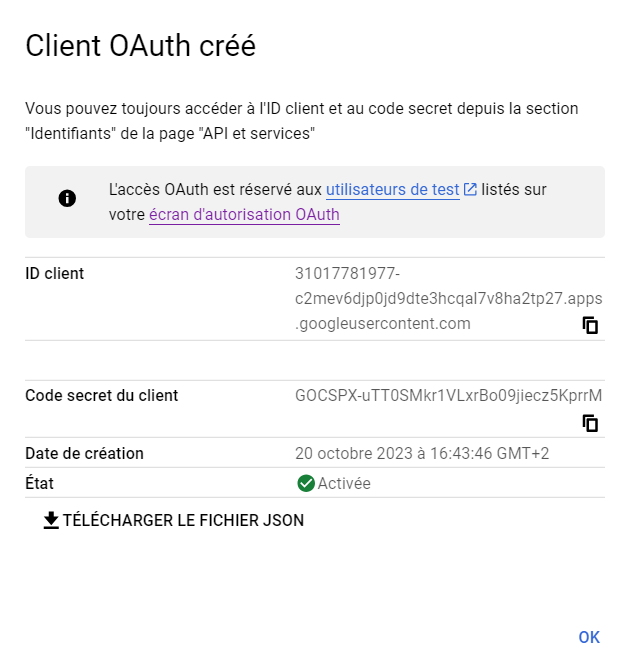 Client OAuth créé
Vous pouvez toujours accéder à l'ID client et au code secret depuis la section
"Identifiants" de la page "API et services"
L'accès OAuth est réservé aux utilisateurs de test listés sur
votre écran d'autorisation OAuth
ID client
31017781977-
c2mev6djp0jd9dte3hcqal7v8ha2tp27.apps
.googleusercontent.com
Code secret du client
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
Date de création
20 octobre 2023 à 16:43:46 GMT+2
État
Activée
TÉLÉCHARGER LE FICHIER JSON
OK